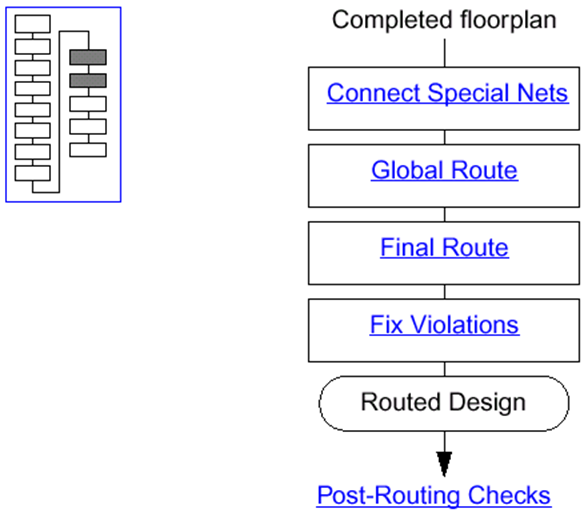 Completed floorplan
Connect Special Nets
Global Route
Final Route
Fix Violations
Routed Design
Post-Routing Checks